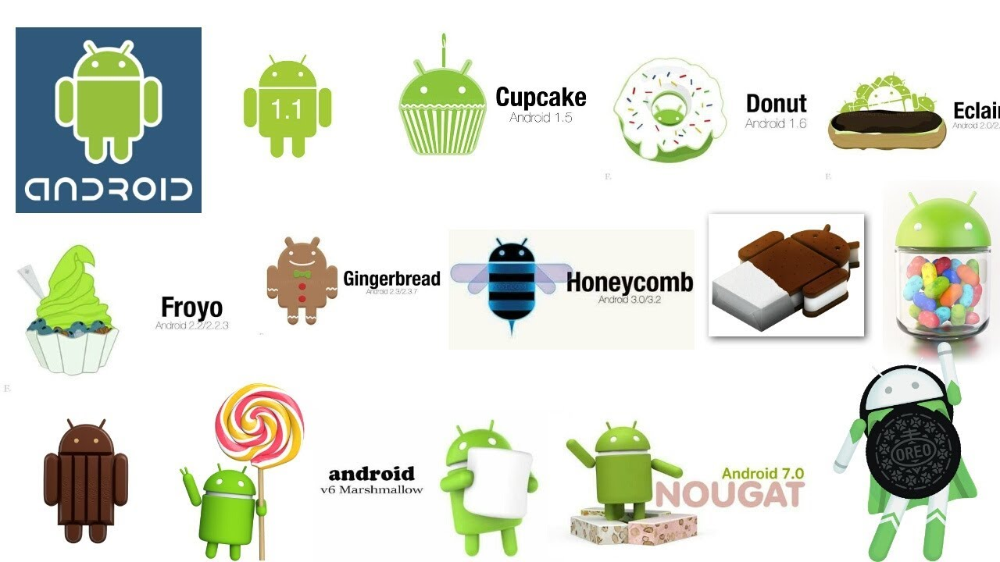 ANDROID
1.1
Cupcake
Android 1.5
Donut
Android 1.6
Eclair
Android 2.0/2.
E
E
Froyo
Android 2.2/2.2.3
Gingerbread
Android 2.3/2.3.7
Honeycomb
Android 3.0/3.2
E
android
v6 Marshmallow
Android 7.0
NOUGAT
OREO